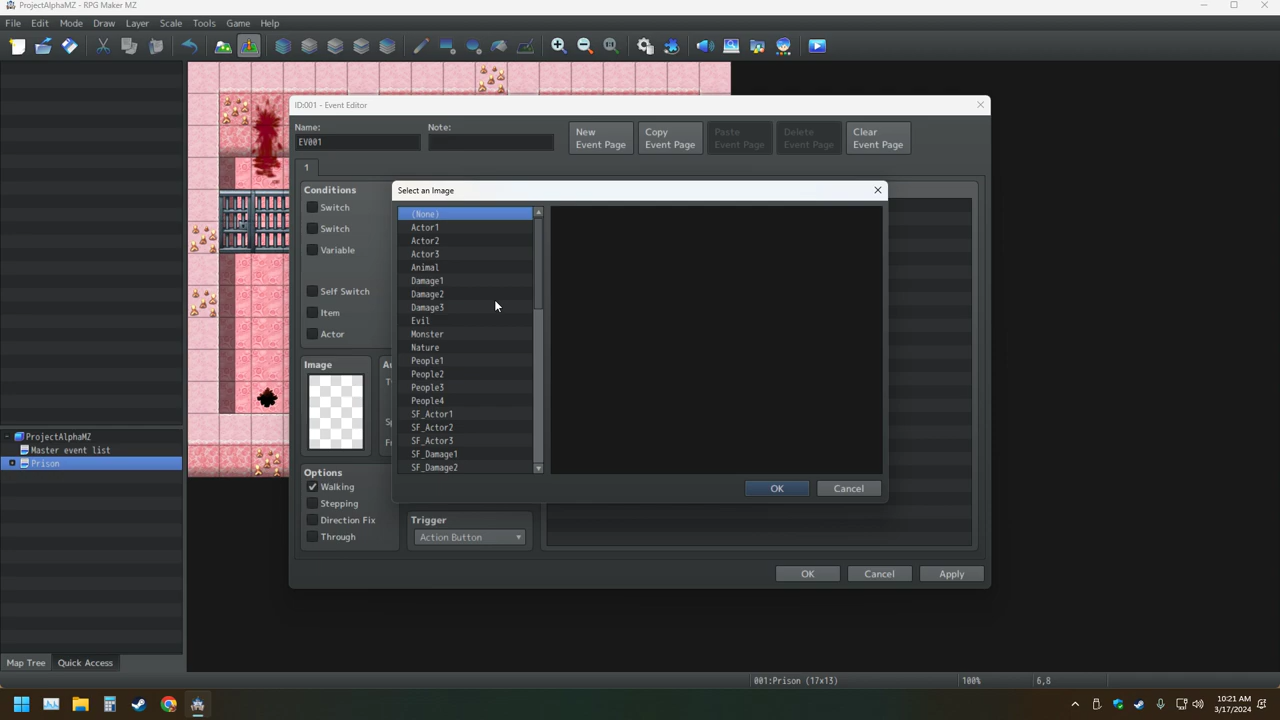 ProjectAlphaMZ - RPG Maker MZ
File Edit Mode Draw Layer Scale Tools Game Help
ID:001 - Event Editor
Name: Note:
EV001
New Event Page
Copy Event Page
Paste Event Page
Delete Event Page
Clear Event Page
1
Conditions
Switch
Switch
Variable
Self Switch
Item
Actor
Image
Options
Walking
Stepping
Direction Fix
Through
Trigger
Action Button
OK Cancel Apply
Select an Image
(None)
Actor1
Actor2
Actor3
Animal
Damage1
Damage2
Damage3
Evil
Monster
Nature
People1
People2
People3
People4
SF_Actor1
SF_Actor2
SF_Actor3
SF_Damage1
SF_Damage2
OK Cancel
ProjectAlphaMZ
Master event list
Prison
Map Tree Quick Access
001:Prison (17x13) 100% 6,8
10:21 AM
3/17/2024